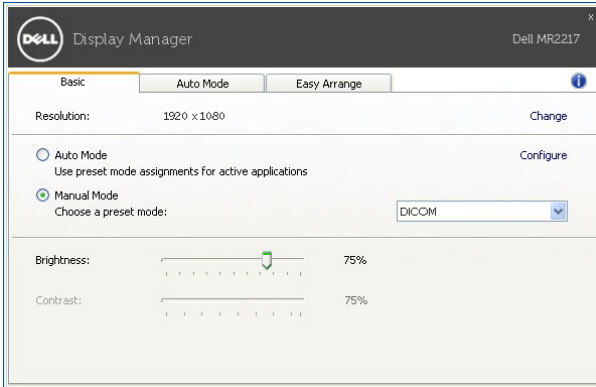 x
DELL Display Manager Dell MR2217
Basic Auto Mode Easy Arrange i
Resolution: 1920 x 1080 Change
Auto Mode Configure
Use preset mode assignments for active applications
Manual Mode
Choose a preset mode: DICOM
Brightness: 75%
Contrast: 75%